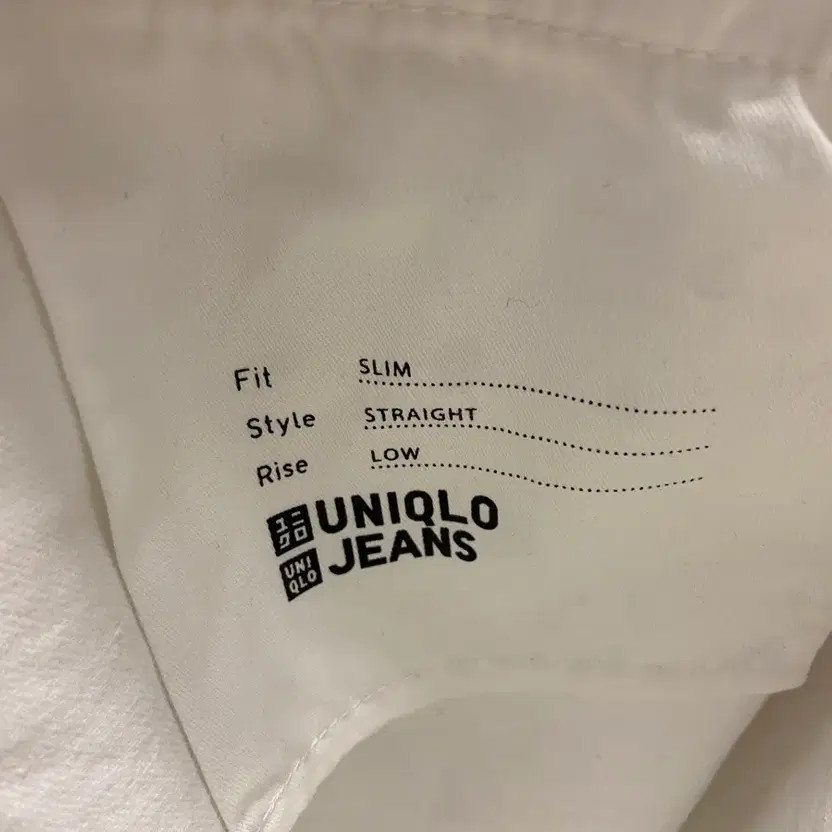 Fit SLIM
Style STRAIGHT
Rise LOW
ユニ
クロ
UNIQLO
UNI
QLO
JEANS